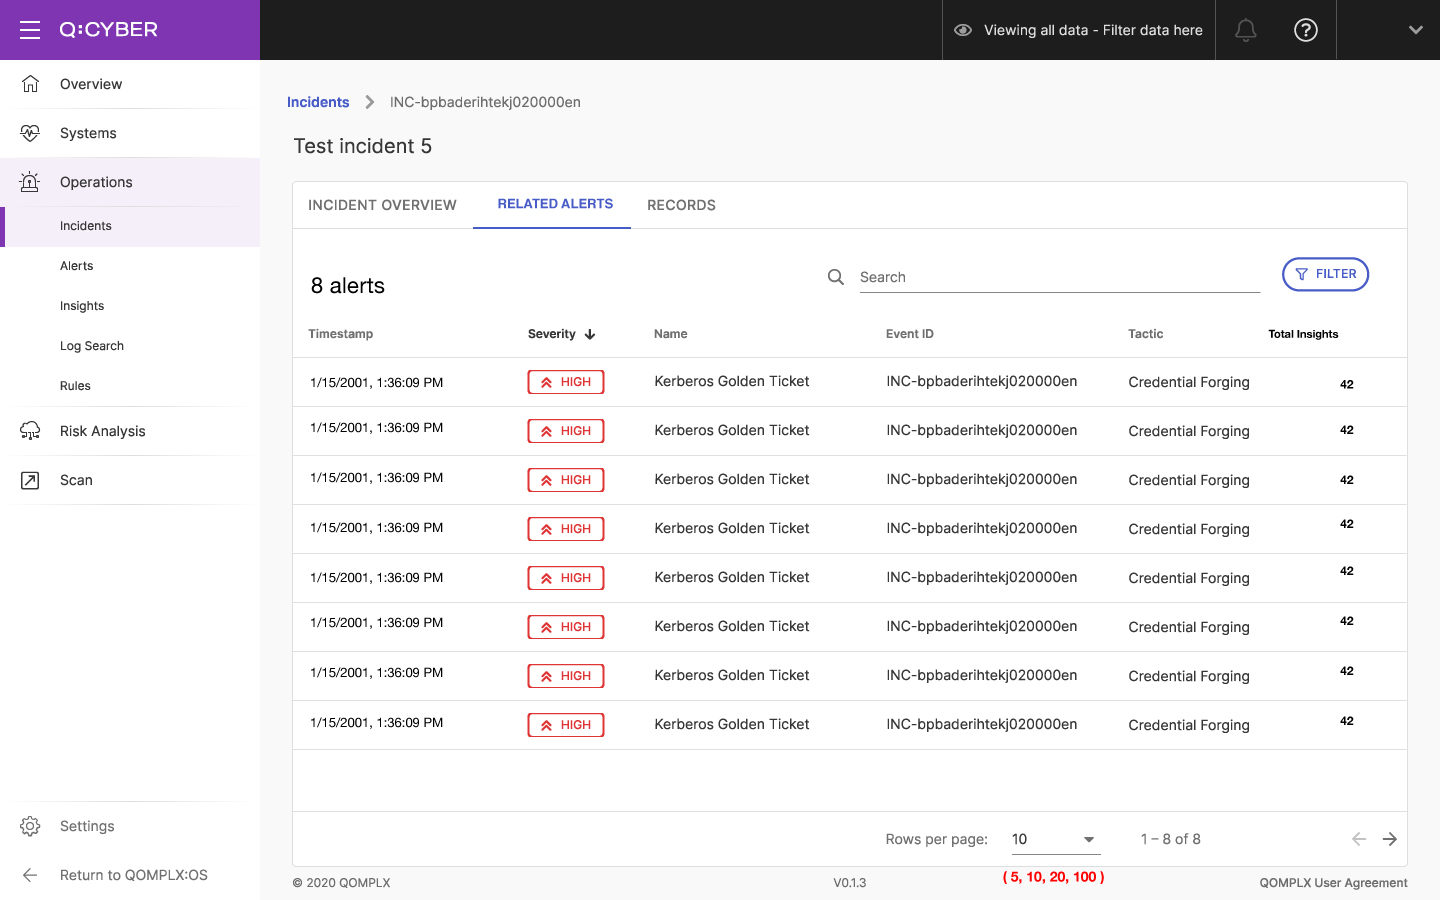 Q:CYBER
Viewing all data - Filter data here
Overview
Systems
Operations
Incidents
Alerts
Insights
Log Search
Rules
Risk Analysis
Scan
Settings
Return to QOMPLX:OS
Incidents > INC-bpbaderihtekj020000en
Test incident 5
INCIDENT OVERVIEW RELATED ALERTS RECORDS
8 alerts
Search
FILTER
Timestamp Severity Name Event ID Tactic Total Insights
1/15/2001, 1:36:09 PM HIGH Kerberos Golden Ticket INC-bpbaderihtekj020000en Credential Forging 42
1/15/2001, 1:36:09 PM HIGH Kerberos Golden Ticket INC-bpbaderihtekj020000en Credential Forging 42
1/15/2001, 1:36:09 PM HIGH Kerberos Golden Ticket INC-bpbaderihtekj020000en Credential Forging 42
1/15/2001, 1:36:09 PM HIGH Kerberos Golden Ticket INC-bpbaderihtekj020000en Credential Forging 42
1/15/2001, 1:36:09 PM HIGH Kerberos Golden Ticket INC-bpbaderihtekj020000en Credential Forging 42
1/15/2001, 1:36:09 PM HIGH Kerberos Golden Ticket INC-bpbaderihtekj020000en Credential Forging 42
1/15/2001, 1:36:09 PM HIGH Kerberos Golden Ticket INC-bpbaderihtekj020000en Credential Forging 42
1/15/2001, 1:36:09 PM HIGH Kerberos Golden Ticket INC-bpbaderihtekj020000en Credential Forging 42
Rows per page: 10 1 – 8 of 8
( 5, 10, 20, 100 )
© 2020 QOMPLX V0.1.3 QOMPLX User Agreement